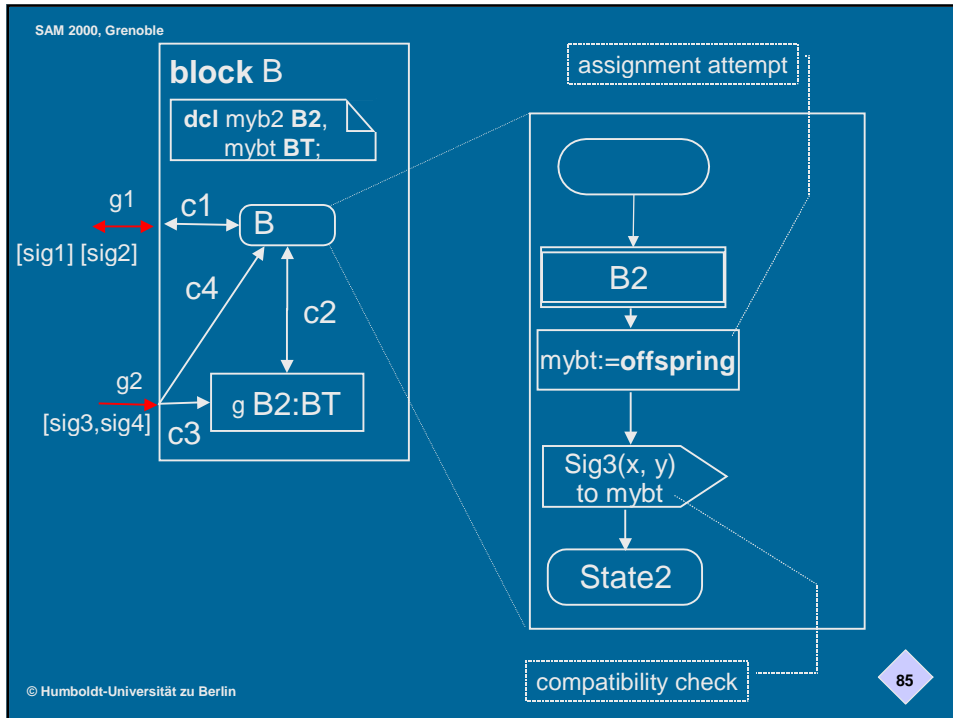 SAM 2000, Grenoble
block B
dcl myb2 B2,
mybt BT;
g1
[sig1] [sig2]
c1
B
c4
c2
g2
[sig3,sig4]
c3
g B2:BT
assignment attempt
B2
mybt:=offspring
Sig3(x, y)
to mybt
State2
compatibility check
© Humboldt-Universität zu Berlin
85